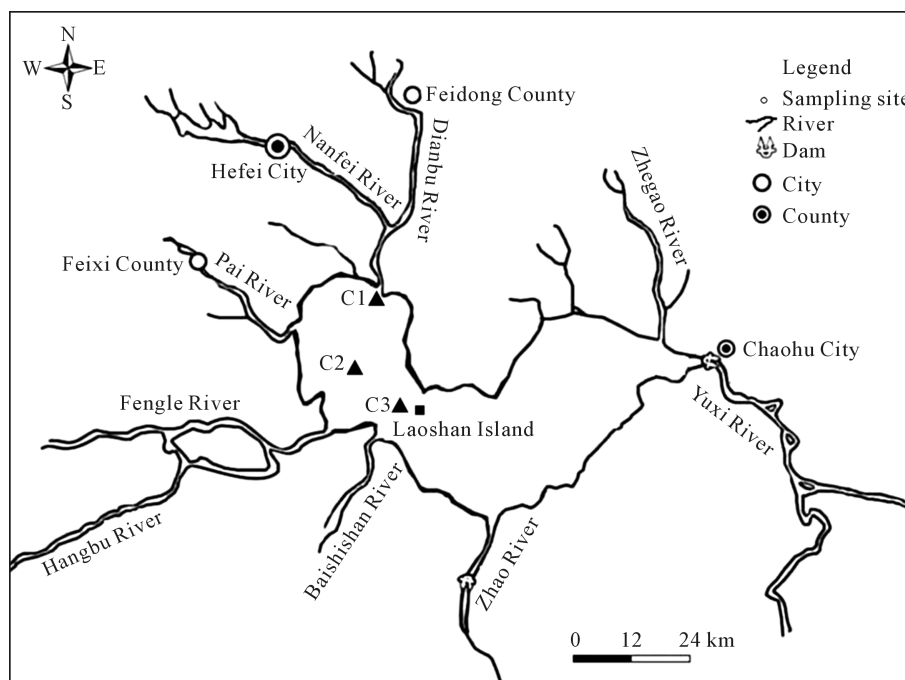 N
W E
S
Legend
Sampling site
River
Dam
City
County
Feidong County
Nanfei River
Dianbu River
Hefei City
Zhegao River
Feixi County
Pai River
C1
C2
Chaohu City
Yuxi River
C3
Laoshan Island
Fengle River
Hangbu River
Baishishan River
Zhao River
0 12 24 km